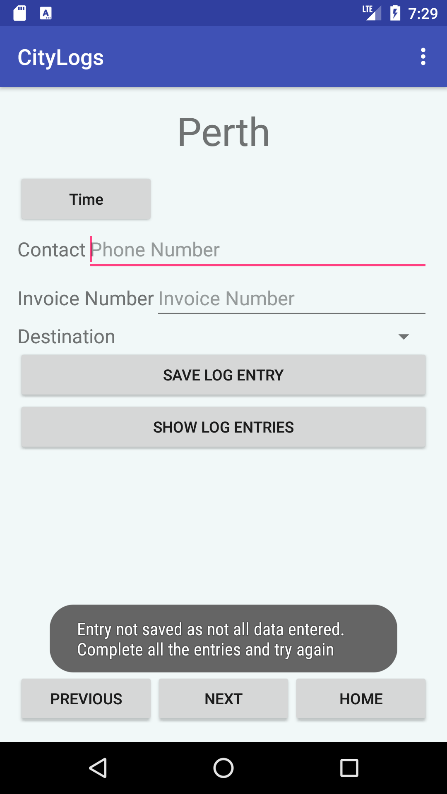 LTE 7:29
CityLogs
Perth
Time
Contact Phone Number
Invoice Number Invoice Number
Destination
SAVE LOG ENTRY
SHOW LOG ENTRIES
Entry not saved as not all data entered.
Complete all the entries and try again
PREVIOUS NEXT HOME